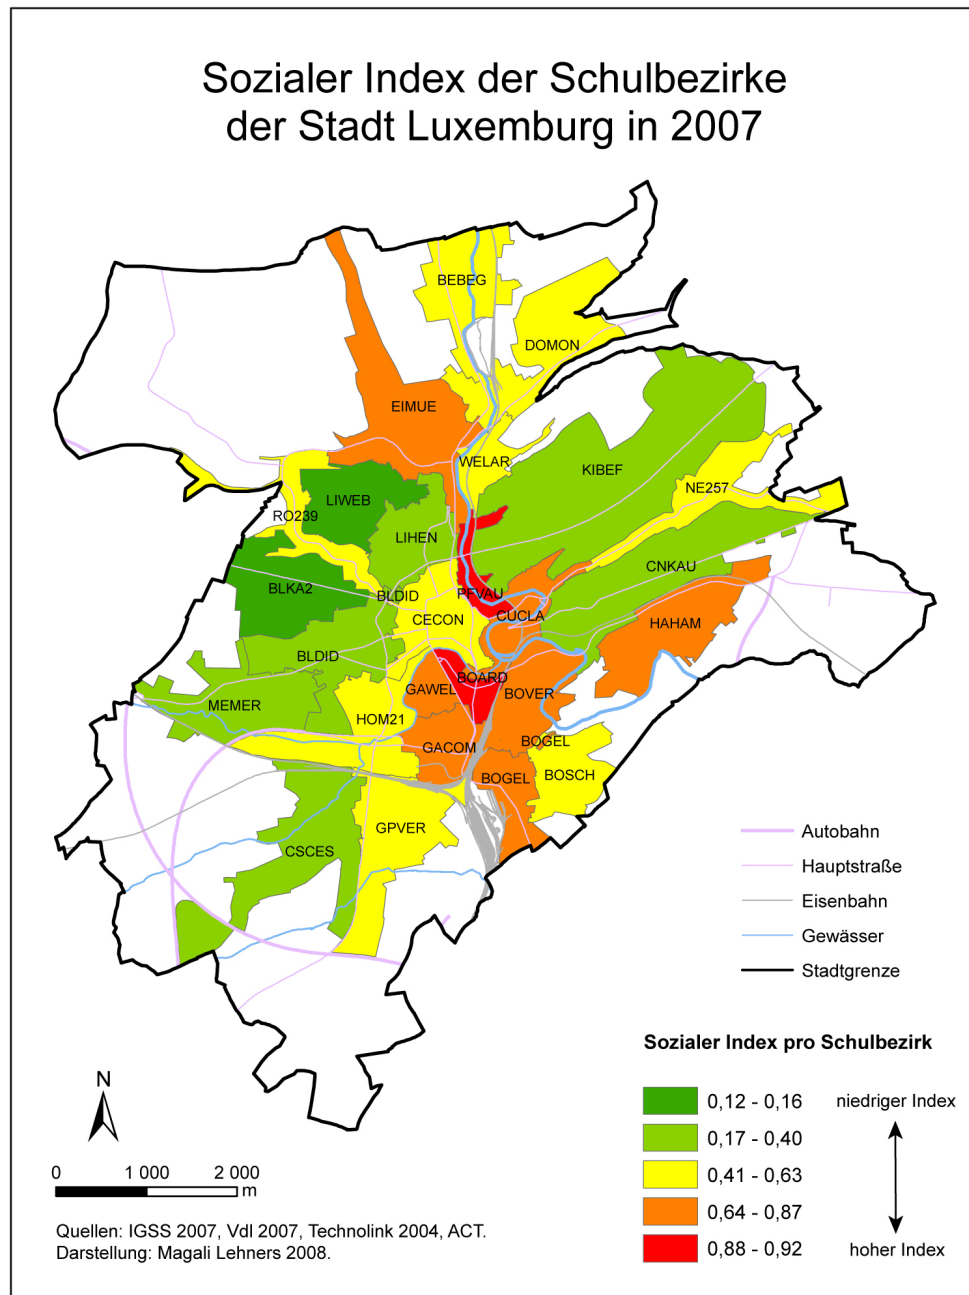 Sozialer Index der Schulbezirke
der Stadt Luxemburg in 2007
BEBEG
DOMON
EIMUE
WELAR
KIBEF
NE257
LIWEB
RO239
LIHEN
CNKAU
BLKA2
BLDID
PFVAU
CECON
CUCLA
HAHAM
BLDID
BOARD
GAWEL
BOVER
MEMER
HOM21
BOGEL
GACOM
BOGEL
BOSCH
GPVER
CSCES
Autobahn
Hauptstraße
Eisenbahn
Gewässer
Stadtgrenze
Sozialer Index pro Schulbezirk
0,12 - 0,16 niedriger Index
0,17 - 0,40
0,41 - 0,63
0,64 - 0,87
0,88 - 0,92 hoher Index
N
0 1 000 2 000
m
Quellen: IGSS 2007, Vdl 2007, Technolink 2004, ACT.
Darstellung: Magali Lehners 2008.